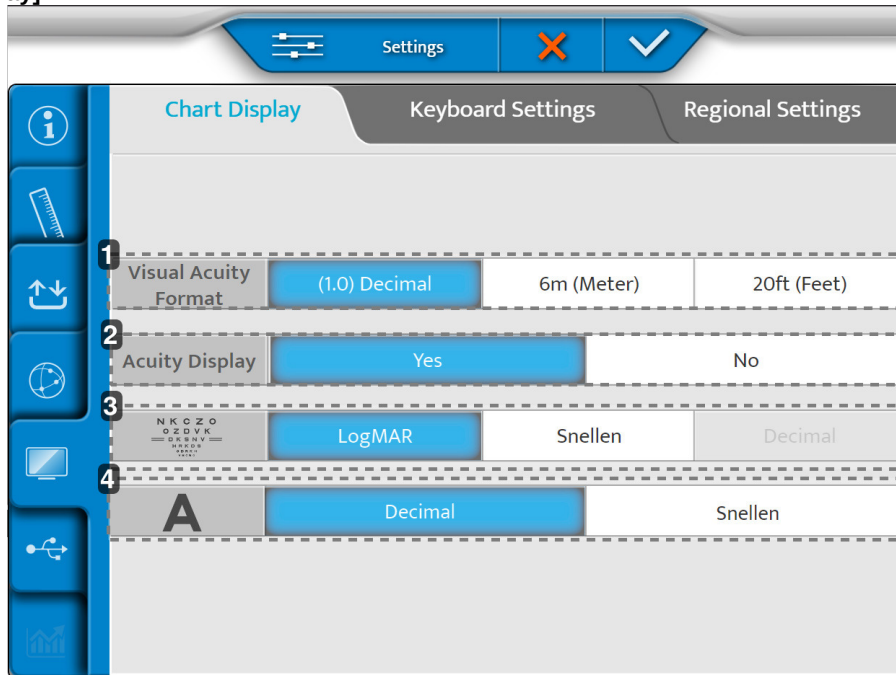 ay]
Settings
Chart Display
Keyboard Settings
Regional Settings
1
Visual Acuity
Format
(1.0) Decimal
6m (Meter)
20ft (Feet)
2
Acuity Display
Yes
No
3
N K C Z O
O Z D V K
D K S N V
LogMAR
Snellen
Decimal
4
A
Decimal
Snellen